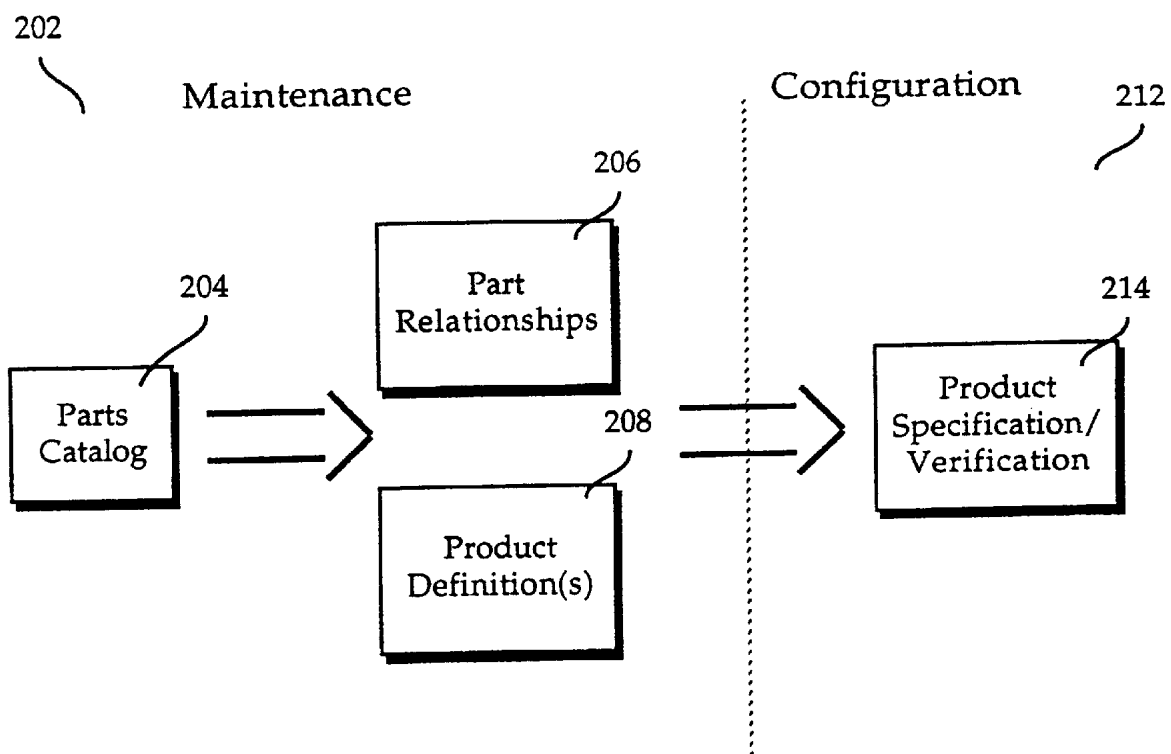 202
Maintenance
Configuration
212
206
Part
Relationships
204
Parts
Catalog
208
Product
Definition(s)
214
Product
Specification/
Verification